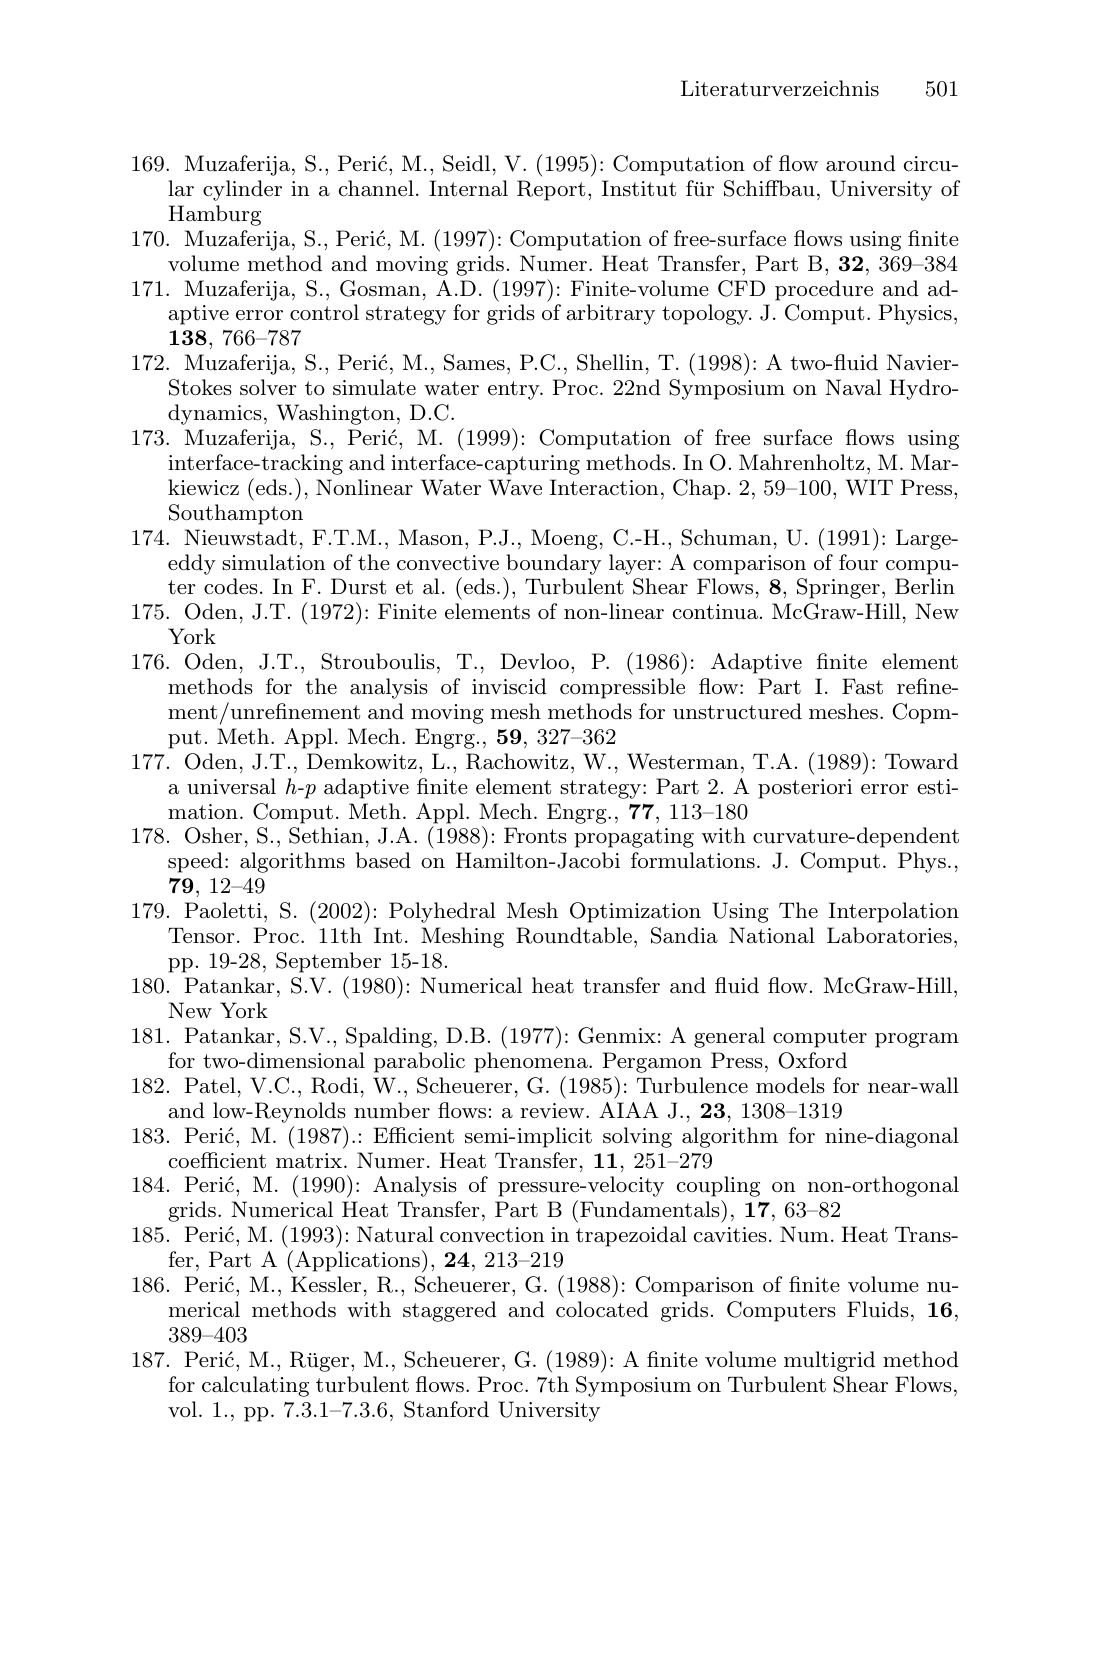 Literaturverzeichnis 501
169. Muzaferija, S., Perić, M., Seidl, V. (1995): Computation of flow around circu-
lar cylinder in a channel. Internal Report, Institut für Schiffbau, University of
Hamburg
170. Muzaferija, S., Perić, M. (1997): Computation of free-surface flows using finite
volume method and moving grids. Numer. Heat Transfer, Part B, 32, 369–384
171. Muzaferija, S., Gosman, A.D. (1997): Finite-volume CFD procedure and ad-
aptive error control strategy for grids of arbitrary topology. J. Comput. Physics,
138, 766–787
172. Muzaferija, S., Perić, M., Sames, P.C., Shellin, T. (1998): A two-fluid Navier-
Stokes solver to simulate water entry. Proc. 22nd Symposium on Naval Hydro-
dynamics, Washington, D.C.
173. Muzaferija, S., Perić, M. (1999): Computation of free surface flows using
interface-tracking and interface-capturing methods. In O. Mahrenholtz, M. Mar-
kiewicz (eds.), Nonlinear Water Wave Interaction, Chap. 2, 59–100, WIT Press,
Southampton
174. Nieuwstadt, F.T.M., Mason, P.J., Moeng, C.-H., Schuman, U. (1991): Large-
eddy simulation of the convective boundary layer: A comparison of four compu-
ter codes. In F. Durst et al. (eds.), Turbulent Shear Flows, 8, Springer, Berlin
175. Oden, J.T. (1972): Finite elements of non-linear continua. McGraw-Hill, New
York
176. Oden, J.T., Strouboulis, T., Devloo, P. (1986): Adaptive finite element
methods for the analysis of inviscid compressible flow: Part I. Fast refine-
ment/unrefinement and moving mesh methods for unstructured meshes. Copm-
put. Meth. Appl. Mech. Engrg., 59, 327–362
177. Oden, J.T., Demkowitz, L., Rachowitz, W., Westerman, T.A. (1989): Toward
a universal h-p adaptive finite element strategy: Part 2. A posteriori error esti-
mation. Comput. Meth. Appl. Mech. Engrg., 77, 113–180
178. Osher, S., Sethian, J.A. (1988): Fronts propagating with curvature-dependent
speed: algorithms based on Hamilton-Jacobi formulations. J. Comput. Phys.,
79, 12–49
179. Paoletti, S. (2002): Polyhedral Mesh Optimization Using The Interpolation
Tensor. Proc. 11th Int. Meshing Roundtable, Sandia National Laboratories,
pp. 19-28, September 15-18.
180. Patankar, S.V. (1980): Numerical heat transfer and fluid flow. McGraw-Hill,
New York
181. Patankar, S.V., Spalding, D.B. (1977): Genmix: A general computer program
for two-dimensional parabolic phenomena. Pergamon Press, Oxford
182. Patel, V.C., Rodi, W., Scheuerer, G. (1985): Turbulence models for near-wall
and low-Reynolds number flows: a review. AIAA J., 23, 1308–1319
183. Perić, M. (1987).: Efficient semi-implicit solving algorithm for nine-diagonal
coefficient matrix. Numer. Heat Transfer, 11, 251–279
184. Perić, M. (1990): Analysis of pressure-velocity coupling on non-orthogonal
grids. Numerical Heat Transfer, Part B (Fundamentals), 17, 63–82
185. Perić, M. (1993): Natural convection in trapezoidal cavities. Num. Heat Trans-
fer, Part A (Applications), 24, 213–219
186. Perić, M., Kessler, R., Scheuerer, G. (1988): Comparison of finite volume nu-
merical methods with staggered and colocated grids. Computers Fluids, 16,
389–403
187. Perić, M., Rüger, M., Scheuerer, G. (1989): A finite volume multigrid method
for calculating turbulent flows. Proc. 7th Symposium on Turbulent Shear Flows,
vol. 1., pp. 7.3.1–7.3.6, Stanford University